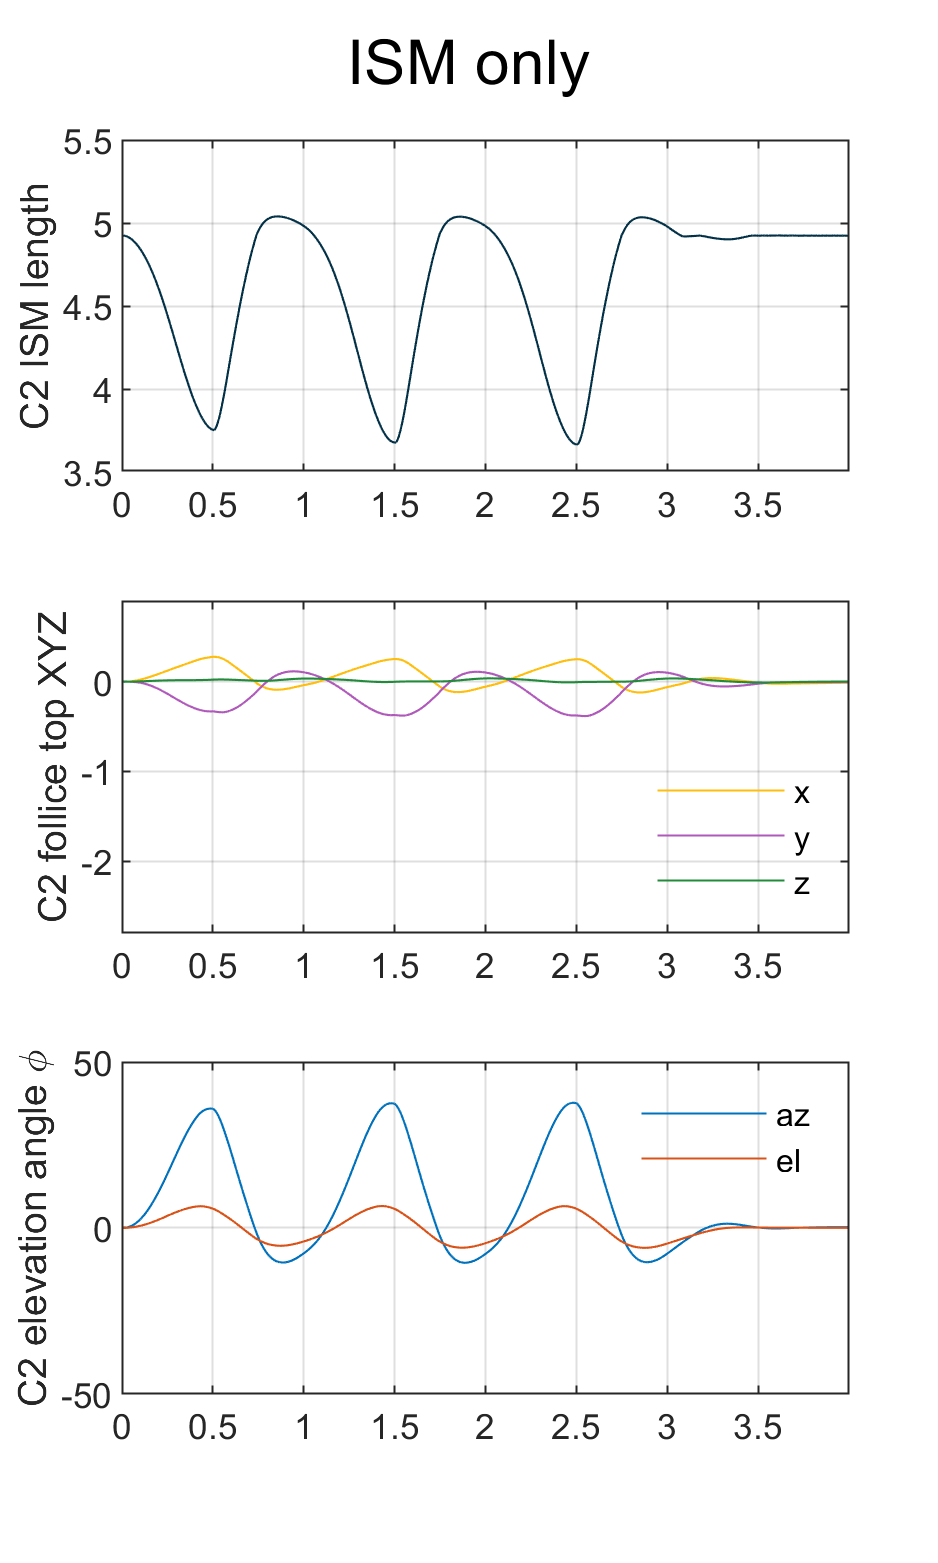 ISM only
C2 ISM length
5.5
5
4.5
4
3.5
0 0.5 1 1.5 2 2.5 3 3.5
C2 follice top XYZ
0
-1
-2
x
y
z
0 0.5 1 1.5 2 2.5 3 3.5
C2 elevation angle ϕ
50
0
-50
az
el
0 0.5 1 1.5 2 2.5 3 3.5